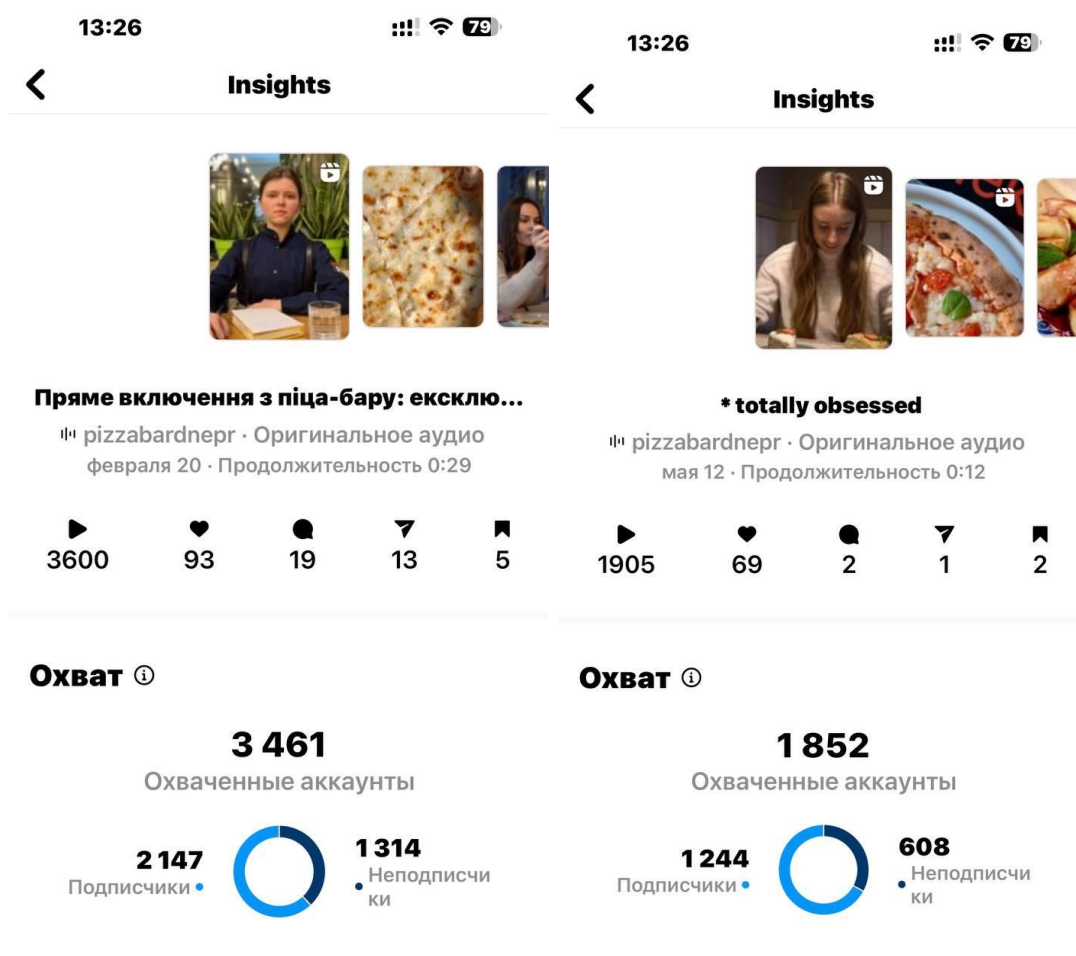 13:26
79
Insights
Пряме включення з піца-бару: ексклю...
pizzabardnepr · Оригинальное аудио
февраля 20 · Продолжительность 0:29
3600 93 19 13 5
Охват
3 461
Охваченные аккаунты
2 147
Подписчики
1 314
Неподписчи
ки
13:26
79
Insights
* totally obsessed
pizzabardnepr · Оригинальное аудио
мая 12 · Продолжительность 0:12
1905 69 2 1 2
Охват
1 852
Охваченные аккаунты
1 244
Подписчики
608
Неподписчи
ки